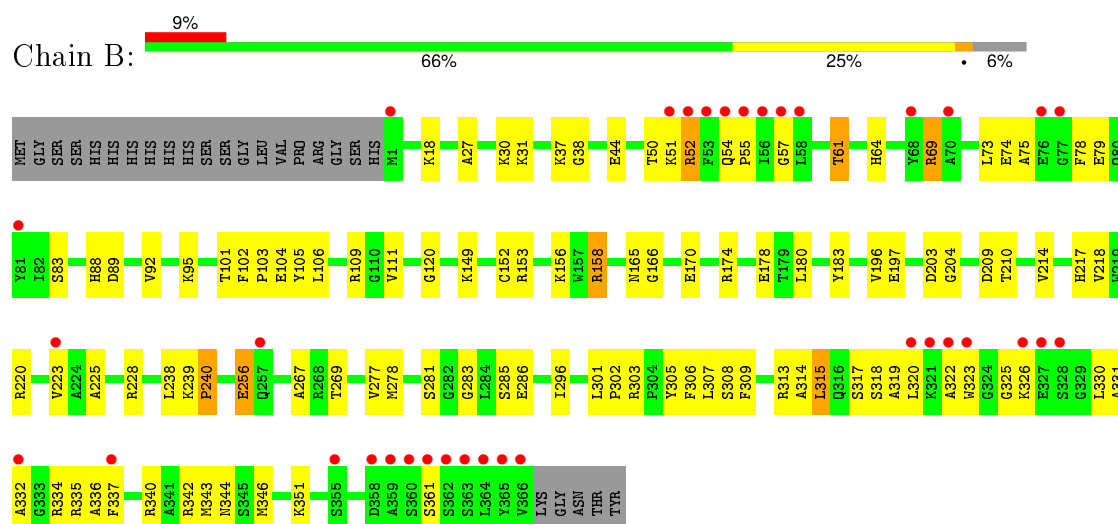 9%
Chain B:
66% 25% • 6%
MET GLY SER SER HIS HIS HIS HIS HIS HIS SER SER GLY LEU VAL PRO ARG GLY SER HIS M1 K18 A27 K30 K31 K37 G38 E44 T50 K51 R52 F53 Q54 P55 I56 G57 L58 T61 H64 Y68 R69 A70 L73 E74 A75 E76 G77 F78 E79 Q80
Y81 I82 S83 H88 D89 V92 K95 T101 F102 P103 E104 Y105 L106 R109 G110 V111 G120 K149 C152 R153 K156 W157 R158 N165 G166 E170 R174 E178 T179 L180 Y183 V196 E197 D203 G204 D209 T210 V214 H217 V218 W219
R220 V223 A224 A225 R228 L238 K239 P240 E256 Q257 A267 R268 T269 V277 M278 S281 G282 G283 L284 S285 E286 I296 L301 P302 R303 P304 Y305 F306 L307 S308 F309 R313 A314 L315 Q316 S317 S318 A319 L320 K321 A322 W323 G324 G325 K326 E327 S328 G329 L330 A331
A332 G333 R334 R335 A336 F337 R340 A341 R342 M343 N344 S345 M346 K351 S355 D358 A359 S360 S361 S362 S363 L364 Y365 V366 LYS GLY ASN THR TYR